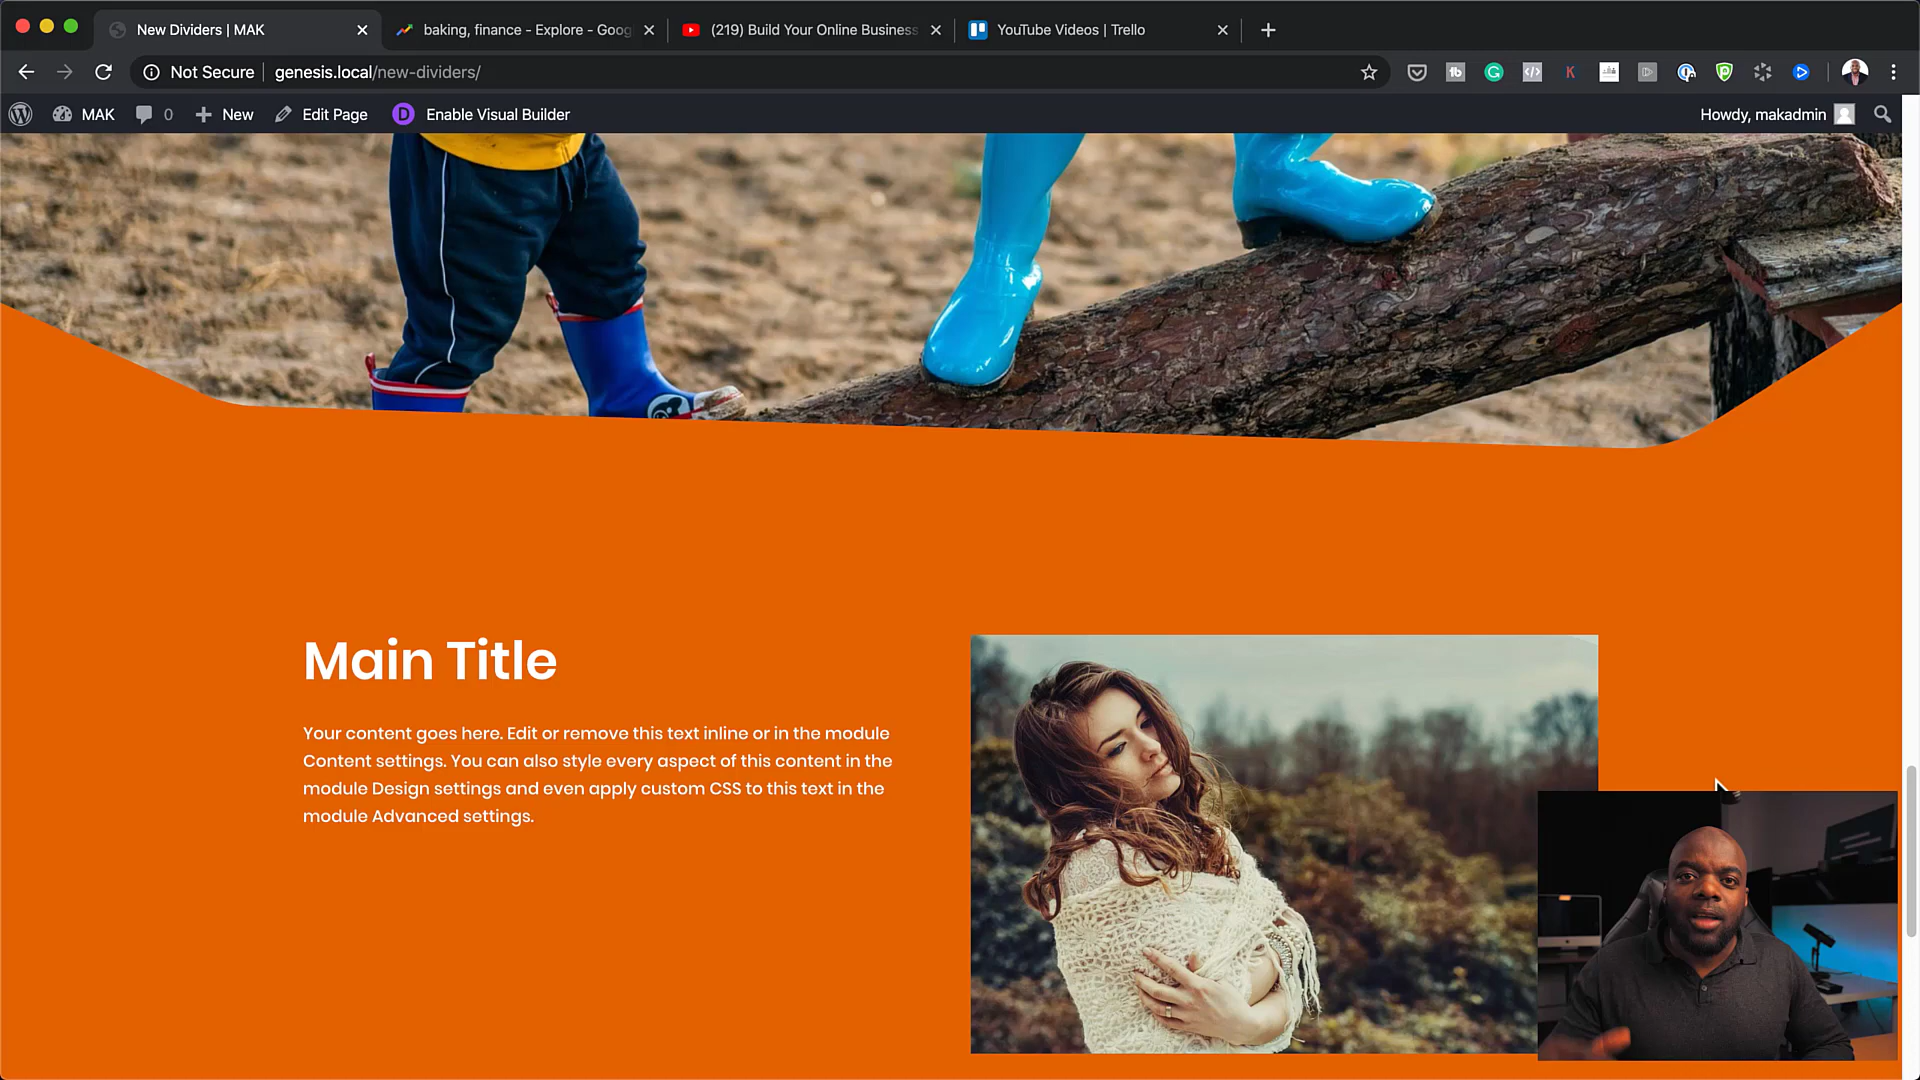 New Dividers | MAK
baking, finance - Explore - Goog
(219) Build Your Online Business
YouTube Videos | Trello
Not Secure
genesis.local/new-dividers/
MAK
0
New
Edit Page
D
Enable Visual Builder
Howdy, makadmin
Main Title
Your content goes here. Edit or remove this text inline or in the module
Content settings. You can also style every aspect of this content in the
module Design settings and even apply custom CSS to this text in the
module Advanced settings.